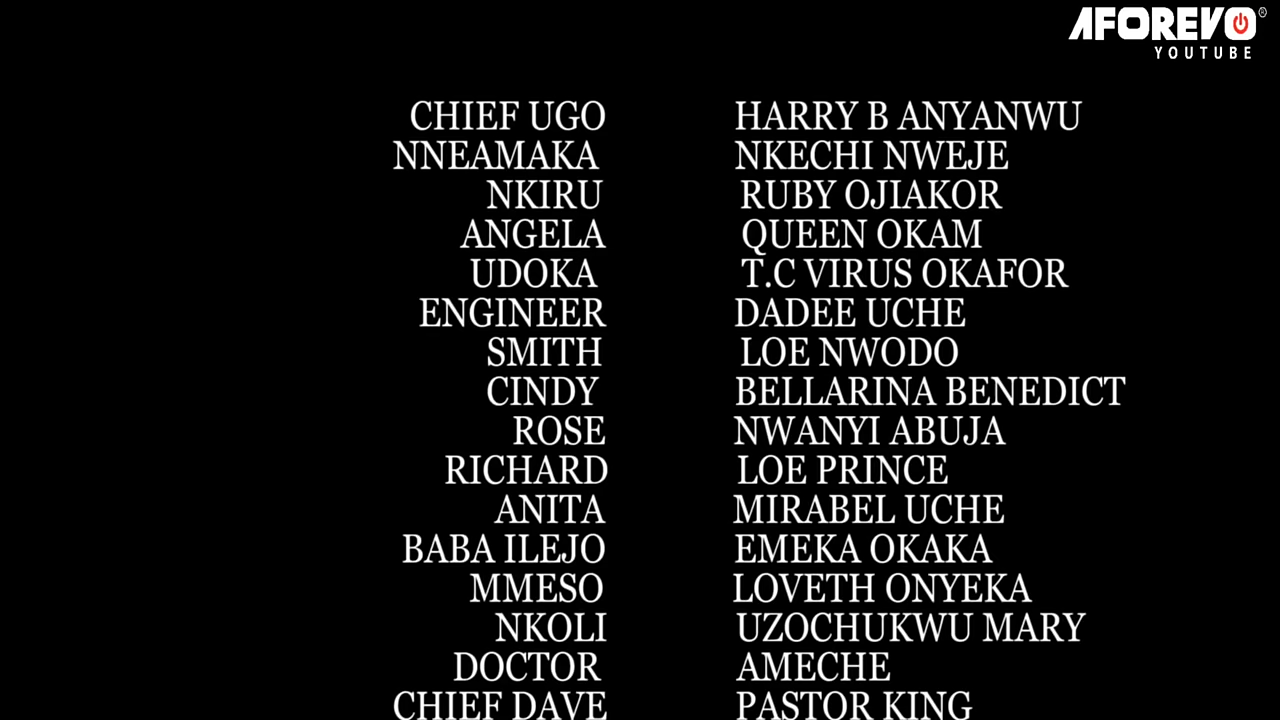 AFOREVO®
YOUTUBE
CHIEF UGO HARRY B ANYANWU
NNEAMAKA NKECHI NWEJE
NKIRU RUBY OJIAKOR
ANGELA QUEEN OKAM
UDOKA T.C VIRUS OKAFOR
ENGINEER DADEE UCHE
SMITH LOE NWODO
CINDY BELLARINA BENEDICT
ROSE NWANYI ABUJA
RICHARD LOE PRINCE
ANITA MIRABEL UCHE
BABA ILEJO EMEKA OKAKA
MMESO LOVETH ONYEKA
NKOLI UZOCHUKWU MARY
DOCTOR AMECHE
CHIEF DAVE PASTOR KING